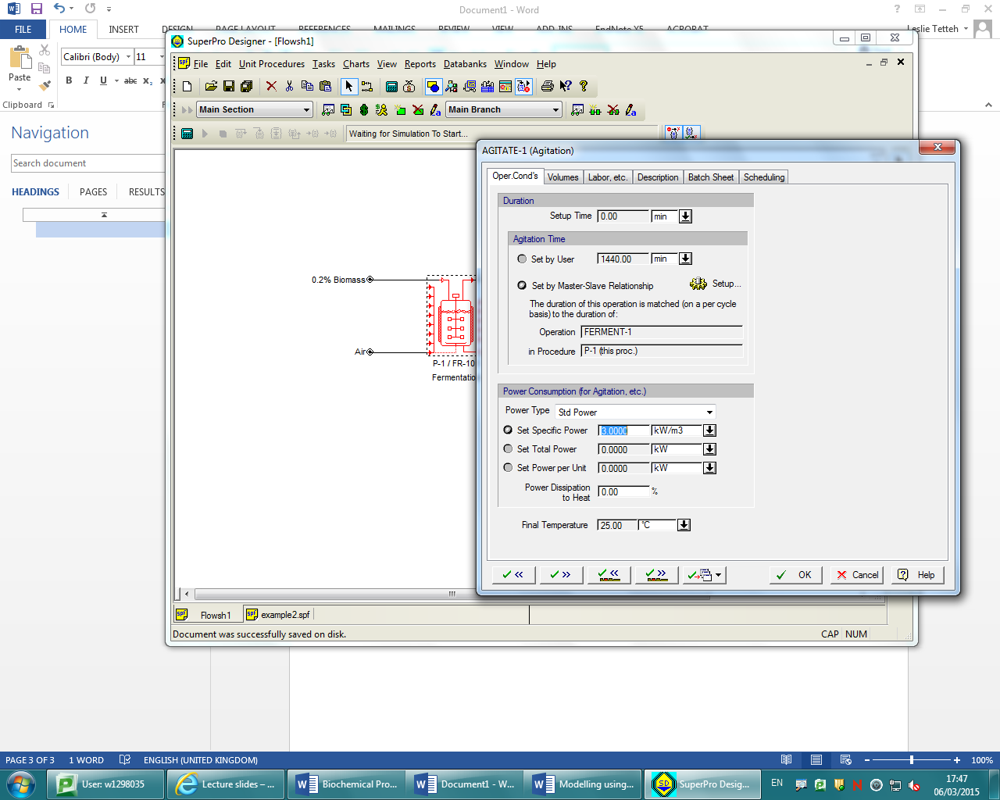 Document1 - Word
FILE HOME INSERT DESIGN PAGE LAYOUT REFERENCES MAILINGS REVIEW VIEW ADD-INS EndNote X5 ACROBAT
Leslie Tetteh
Paste
Clipboard
Calibri (Body) 11
B I U abc x₂
Navigation
Search document
HEADINGS PAGES RESULTS
SuperPro Designer - [Flowsh1]
File Edit Unit Procedures Tasks Charts View Reports Databanks Window Help
Main Section Main Branch
Waiting for Simulation To Start...
0.2% Biomass
Air
P-1 / FR-10
Fermentatio
Flowsh1 example2.spf
Document was successfully saved on disk.
CAP NUM
AGITATE-1 (Agitation)
Oper.Cond's Volumes Labor, etc. Description Batch Sheet Scheduling
Duration
Setup Time 0.00 min
Agitation Time
Set by User 1440.00 min
Set by Master-Slave Relationship Setup...
The duration of this operation is matched (on a per cycle
basis) to the duration of:
Operation FERMENT-1
in Procedure P-1 (this proc.)
Power Consumption (for Agitation, etc.)
Power Type Std Power
Set Specific Power 3.0000 kW/m3
Set Total Power 0.0000 kW
Set Power per Unit 0.0000 kW
Power Dissipation
to Heat 0.00 %
Final Temperature 25.00 °C
OK Cancel Help
PAGE 3 OF 3 1 WORD ENGLISH (UNITED KINGDOM) 100%
User: w1298035 Lecture slides – ... Biochemical Pro... Document1 - W... Modelling using... SuperPro Desig... EN
17:47
06/03/2015